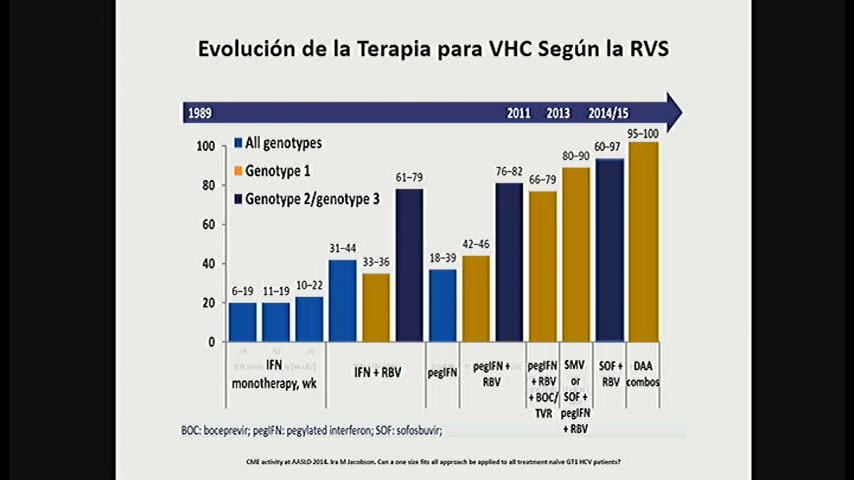 Evolución de la Terapia para VHC Según la RVS
1989 2011 2013 2014/15
100
80
60
40
20
0
All genotypes
Genotype 1
Genotype 2/genotype 3
6–19
11–19
10–22
31–44
33–36
61–79
18–39
42–46
76–82
66–79
80–90
60–97
95–100
IFN
monotherapy, wk
IFN + RBV
pegIFN
pegIFN +
RBV
pegIFN
+ RBV
+ BOC/
TVR
SMV
or
SOF +
pegIFN
+ RBV
SOF +
RBV
DAA
combos
BOC: boceprevir; pegIFN: pegylated interferon; SOF: sofosbuvir;
CME activity at AASLD 2014. Ira M Jacobson. Can a one size fits all approach be applied to all treatment naive GT1 HCV patients?